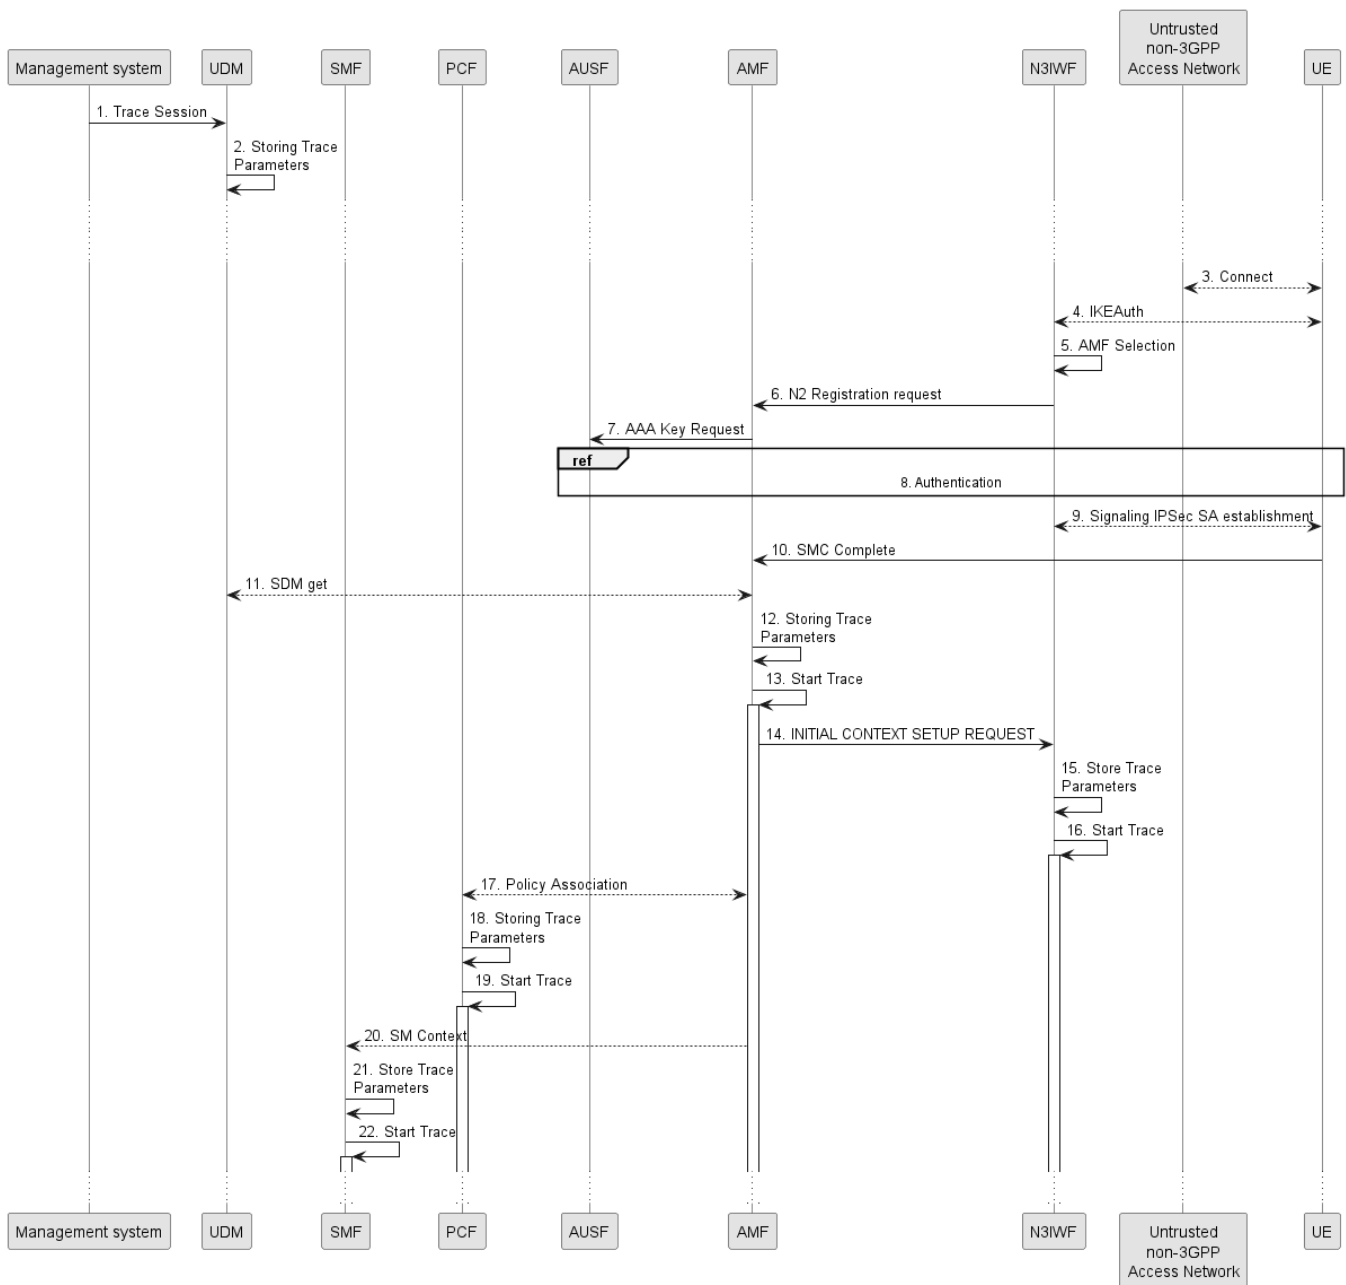 Untrusted
non-3GPP
Access Network
Management system
UDM
SMF
PCF
AUSF
AMF
N3IWF
UE
1. Trace Session
2. Storing Trace
Parameters
3. Connect
4. IKEAuth
5. AMF Selection
6. N2 Registration request
7. AAA Key Request
ref
8. Authentication
9. Signaling IPSec SA establishment
10. SMC Complete
11. SDM get
12. Storing Trace
Parameters
13. Start Trace
14. INITIAL CONTEXT SETUP REQUEST
15. Store Trace
Parameters
16. Start Trace
17. Policy Association
18. Storing Trace
Parameters
19. Start Trace
20. SM Context
21. Store Trace
Parameters
22. Start Trace
Management system
UDM
SMF
PCF
AUSF
AMF
N3IWF
Untrusted
non-3GPP
Access Network
UE